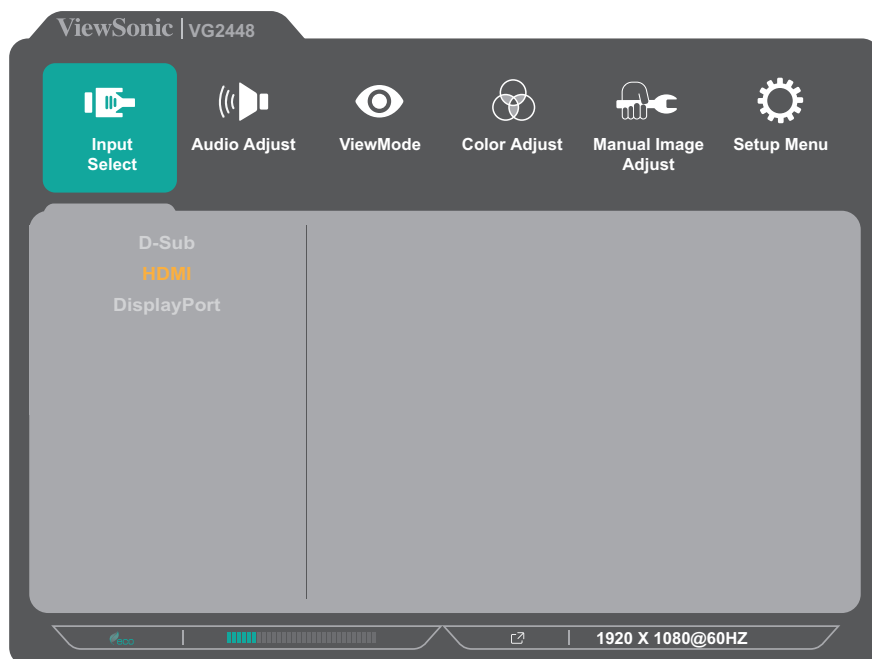 ViewSonic | VG2448
Input
Select
Audio Adjust
ViewMode
Color Adjust
Manual Image
Adjust
Setup Menu
D-Sub
HDMI
DisplayPort
eco
1920 X 1080@60HZ